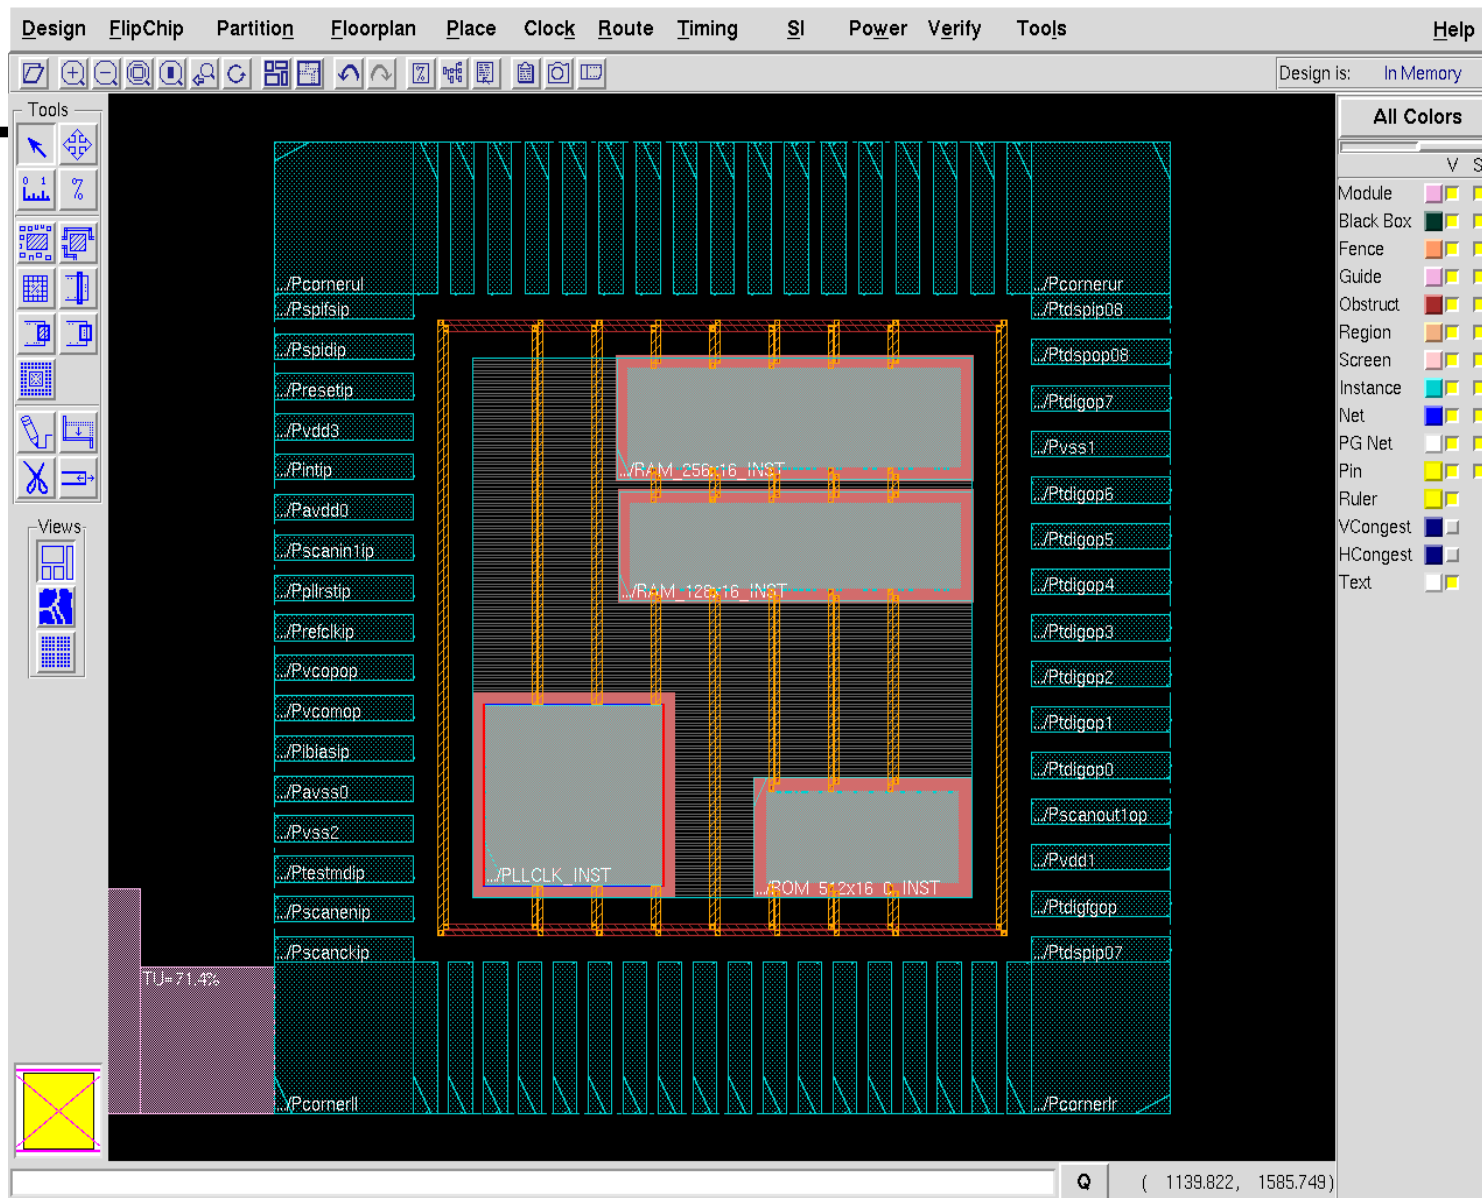 Design FlipChip Partition Floorplan Place Clock Route Timing SI Power Verify Tools Help
Design is: In Memory
Tools
0 1
%
Views
All Colors
V S
Module
Black Box
Fence
Guide
Obstruct
Region
Screen
Instance
Net
PG Net
Pin
Ruler
VCongest
HCongest
Text
.../Pcornerul
.../Pcornerur
.../Psplfsip
.../Pspidip
.../Presetip
.../Pvdd3
.../Pintip
.../Pavdd0
.../Pscanin1ip
.../Ppllrstip
.../Prefclkip
.../Pvcopop
.../Pvcomop
.../Pibiasip
.../Pavss0
.../Pvss2
.../Ptestmdip
.../Pscanenip
.../Pscanckip
.../Pcornerll
.../RAM_256x16_INST
.../RAM_128x16_INST
.../PLLCLK_INST
.../ROM_512x16_0_INST
.../Ptdspip08
.../Ptdspop08
.../Ptdigop7
.../Pvss1
.../Ptdigop6
.../Ptdigop5
.../Ptdigop4
.../Ptdigop3
.../Ptdigop2
.../Ptdigop1
.../Ptdigop0
.../Pscanout1op
.../Pvdd1
.../Ptdigfgop
.../Ptdspip07
.../Pcornerlr
TU=71.4%
Q ( 1139.822, 1585.749)